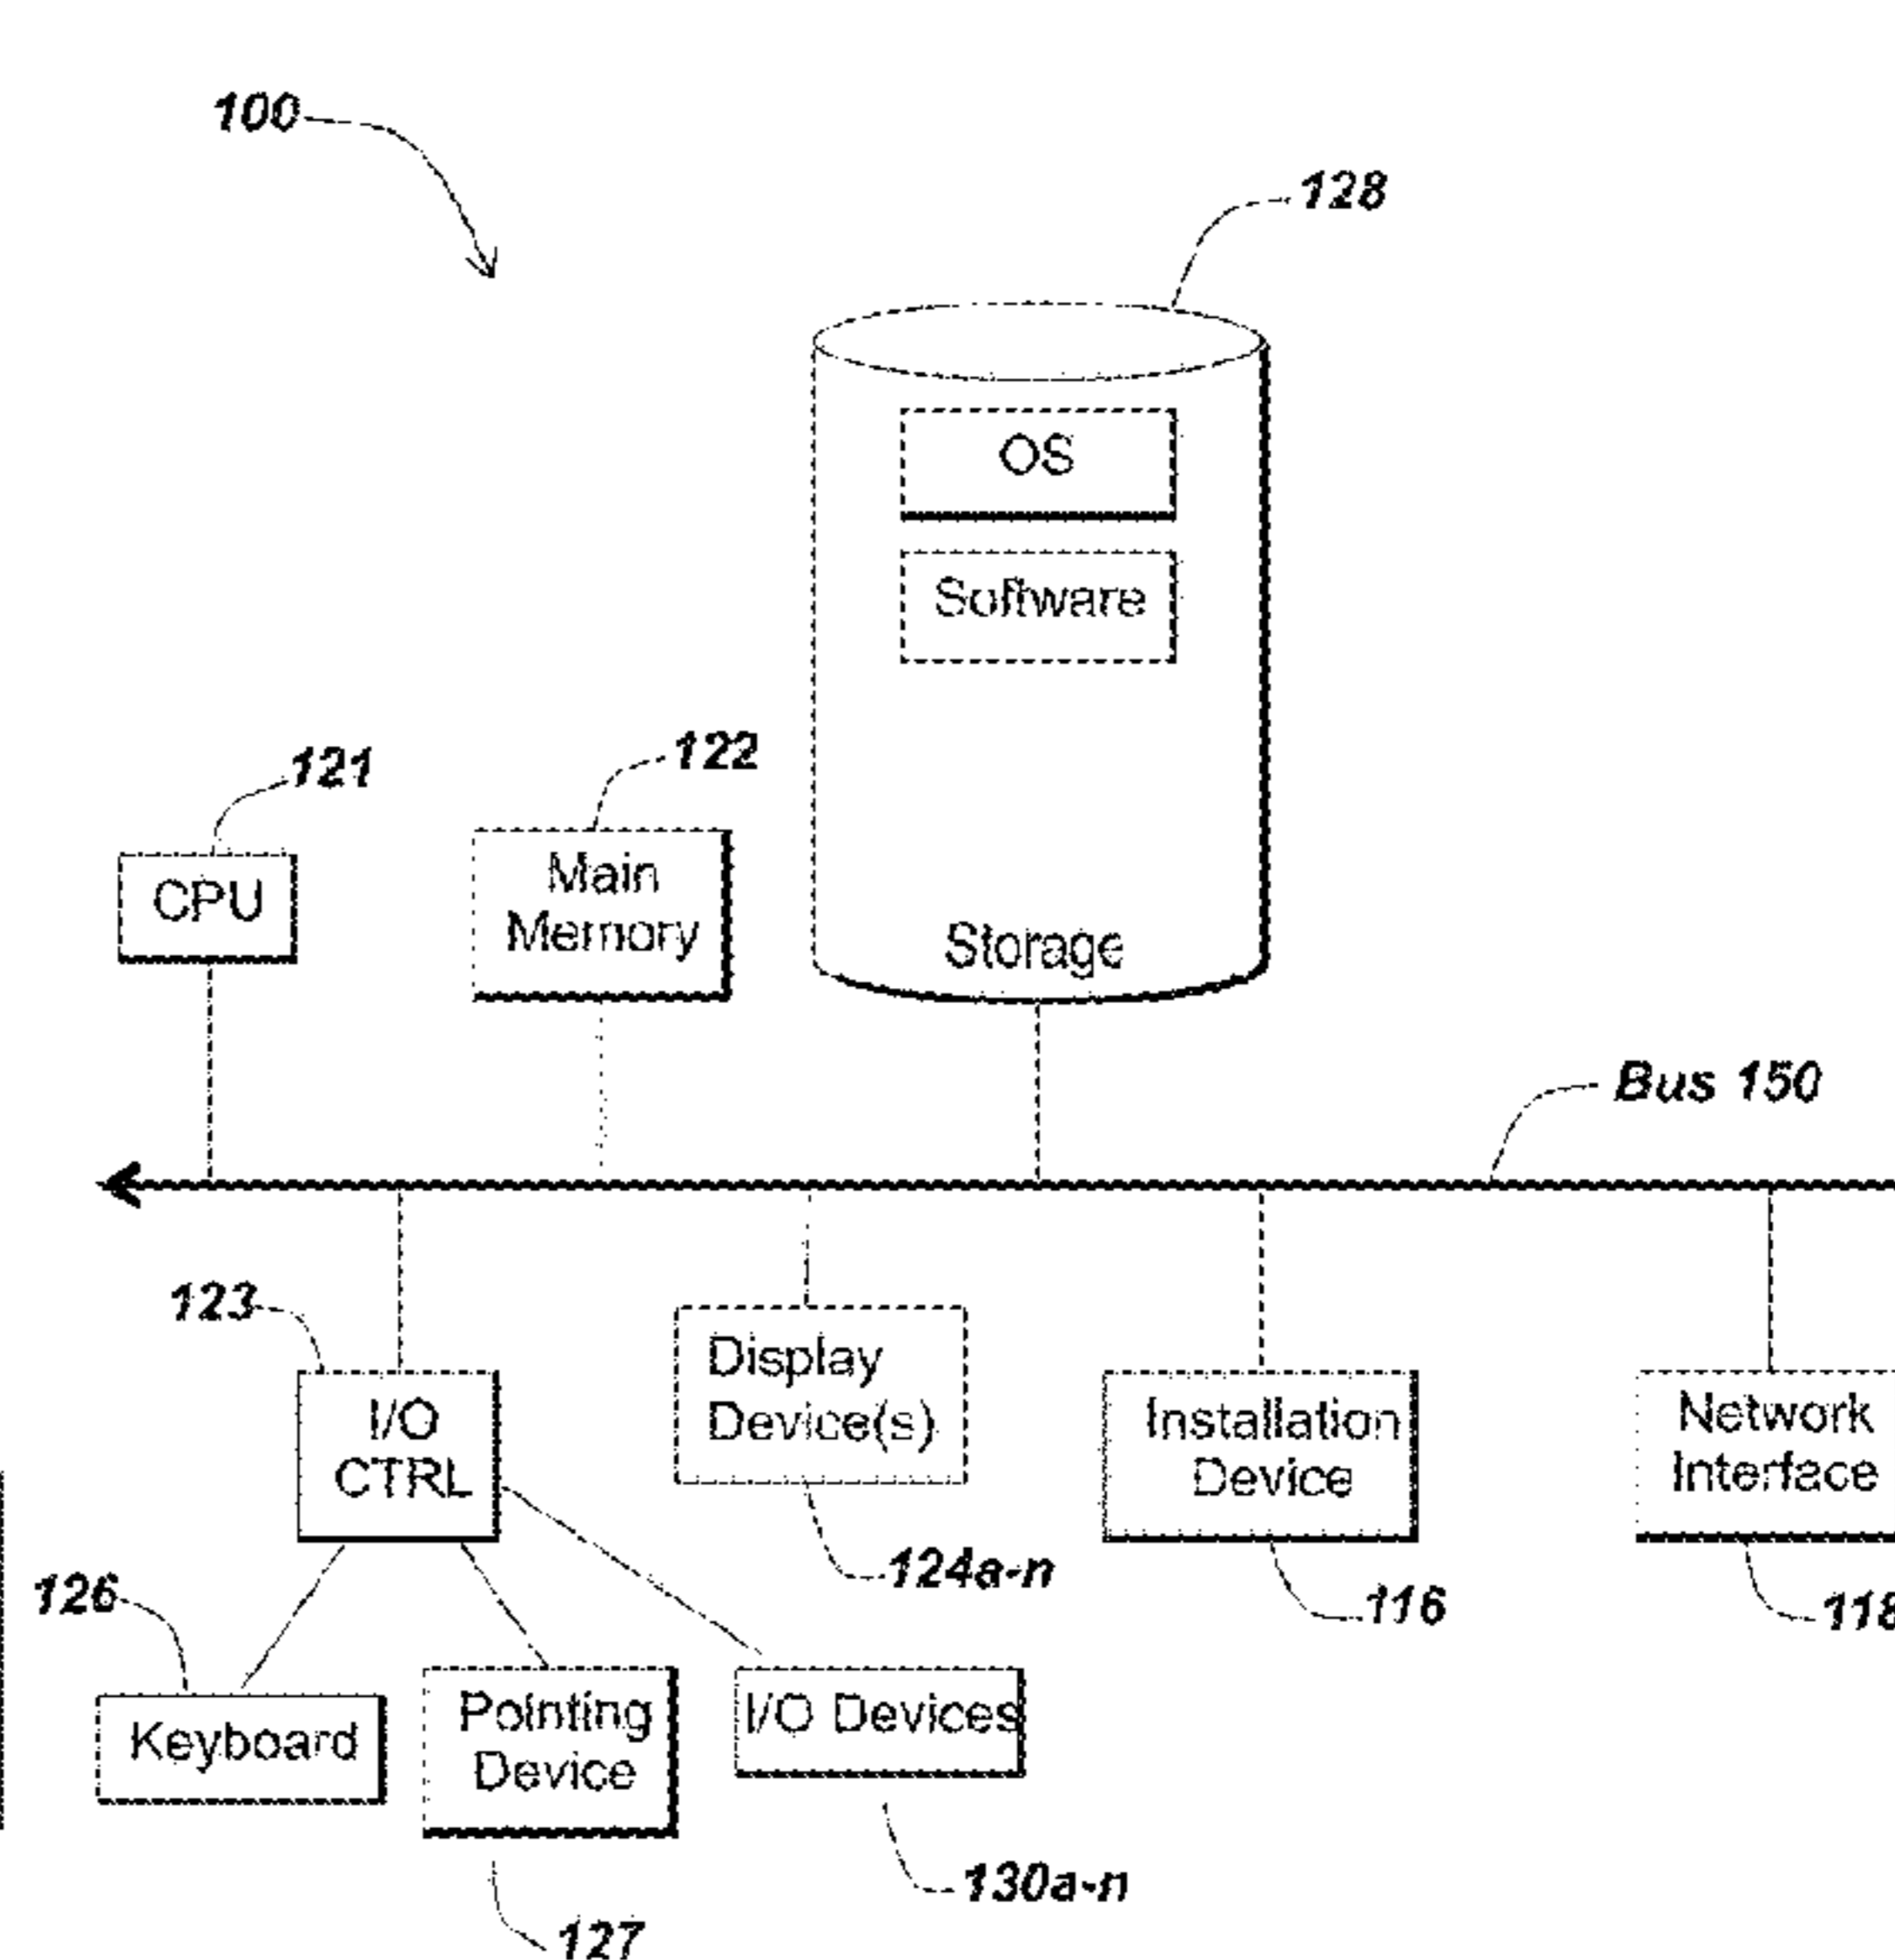 100
128
OS
Software
121
122
CPU
Main
Memory
Storage
Bus 150
123
Display
Device(s)
I/O
CTRL
Installation
Device
Network
Interface
124a-n
126
116
118
Keyboard
Pointing
Device
I/O Devices
130a-n
127